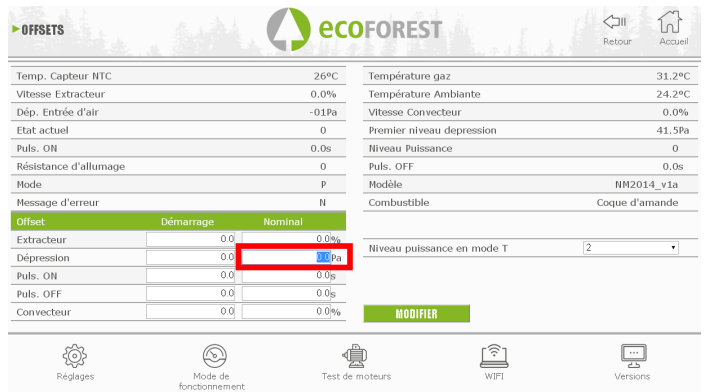 ►OFFSETS
ecoFOREST
Retour
Accueil
Temp. Capteur NTC 26ºC
Vitesse Extracteur 0.0%
Dép. Entrée d'air -01Pa
Etat actuel 0
Puls. ON 0.0s
Résistance d'allumage 0
Mode P
Message d'erreur N
Température gaz 31.2ºC
Température Ambiante 24.2ºC
Vitesse Convecteur 0.0%
Premier niveau depression 41.5Pa
Niveau Puissance 0
Puls. OFF 0.0s
Modèle NM2014_v1a
Combustible Coque d'amande
Offset Démarrage Nominal
Extracteur 0.0 0.0%
Dépression 0.0 0.0Pa
Puls. ON 0.0 0.0s
Puls. OFF 0.0 0.0s
Convecteur 0.0 0.0%
Niveau puissance en mode T 2
MODIFIER
Réglages
Mode de
fonctionnement
Test de moteurs
WIFI
Versions